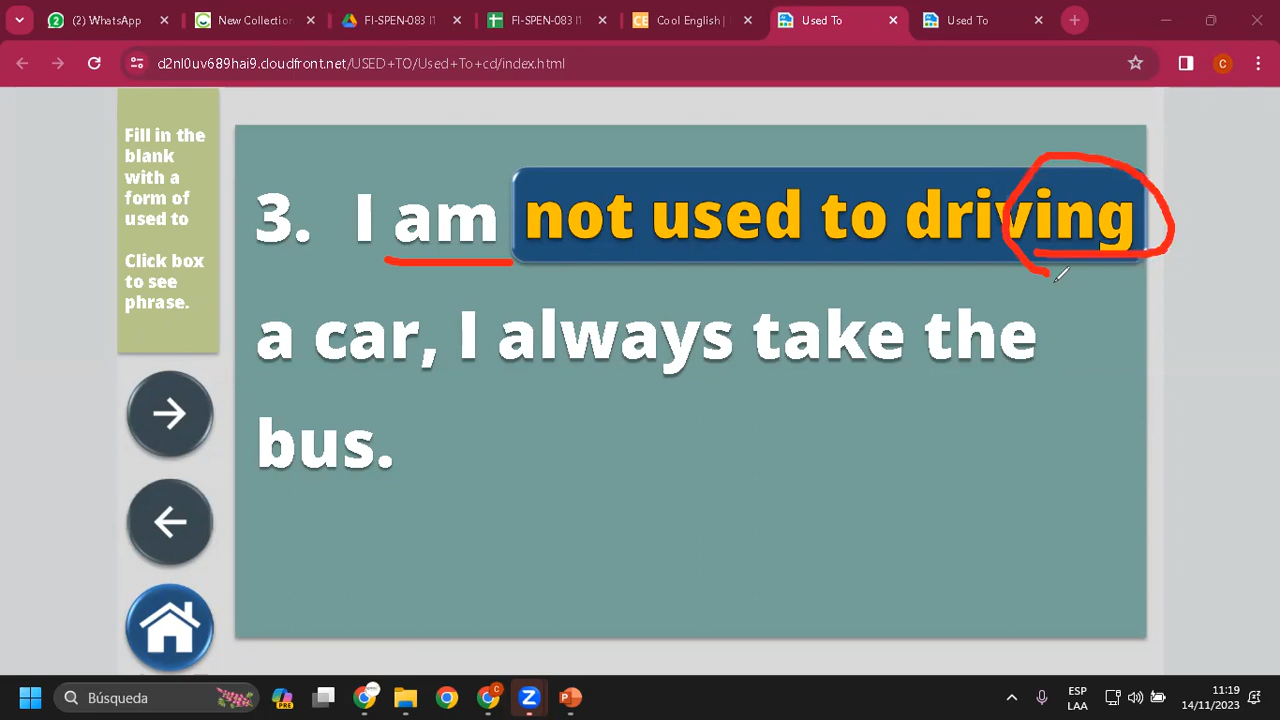 (2) WhatsApp
New Collection
FI-SPEN-083 I1
FI-SPEN-083 I1
Cool English |
Used To
Used To
d2nl0uv689hai9.cloudfront.net/USED+TO/Used+To+cd/index.html
C
Fill in the
blank
with a
form of
used to
Click box
to see
phrase.
3. I am not used to driving
a car, I always take the
bus.
Búsqueda
PRE
ESP
LAA
11:19
14/11/2023